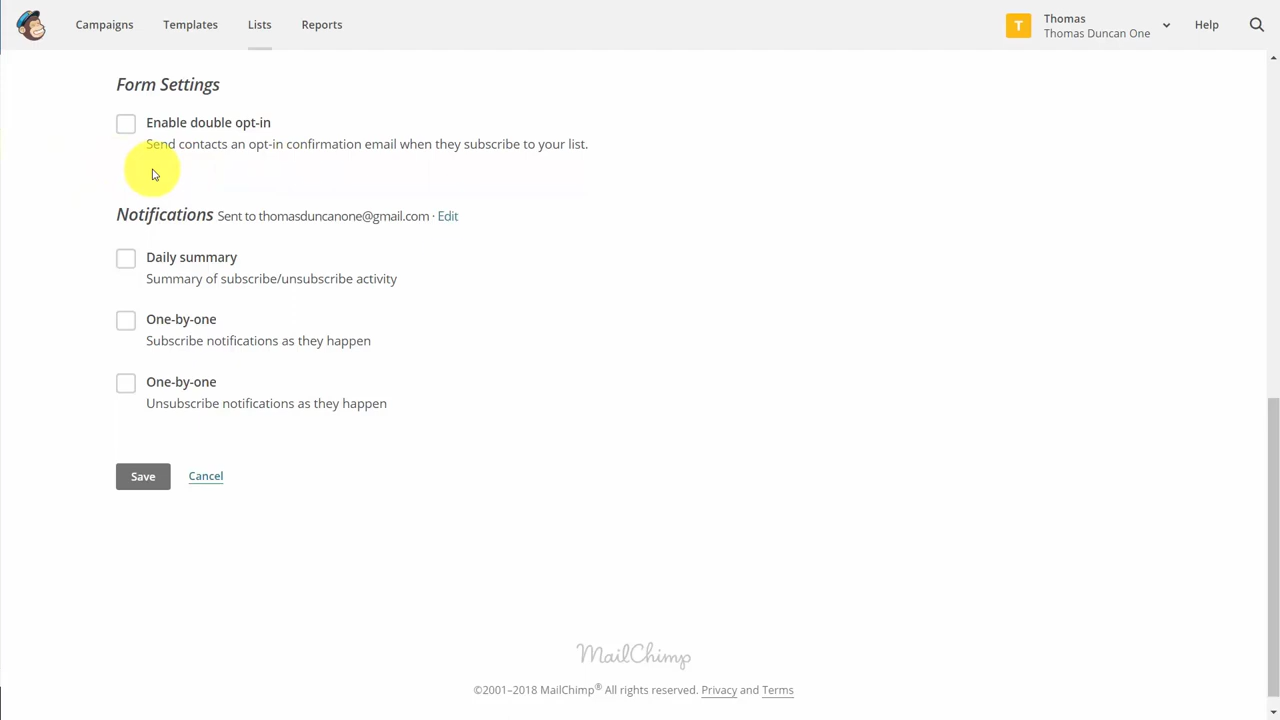 Campaigns Templates Lists Reports
T
Thomas
Thomas Duncan One
Help
Form Settings
Enable double opt-in
Send contacts an opt-in confirmation email when they subscribe to your list.
Notifications Sent to thomasduncanone@gmail.com · Edit
Daily summary
Summary of subscribe/unsubscribe activity
One-by-one
Subscribe notifications as they happen
One-by-one
Unsubscribe notifications as they happen
Save Cancel
MailChimp
©2001–2018 MailChimp® All rights reserved. Privacy and Terms